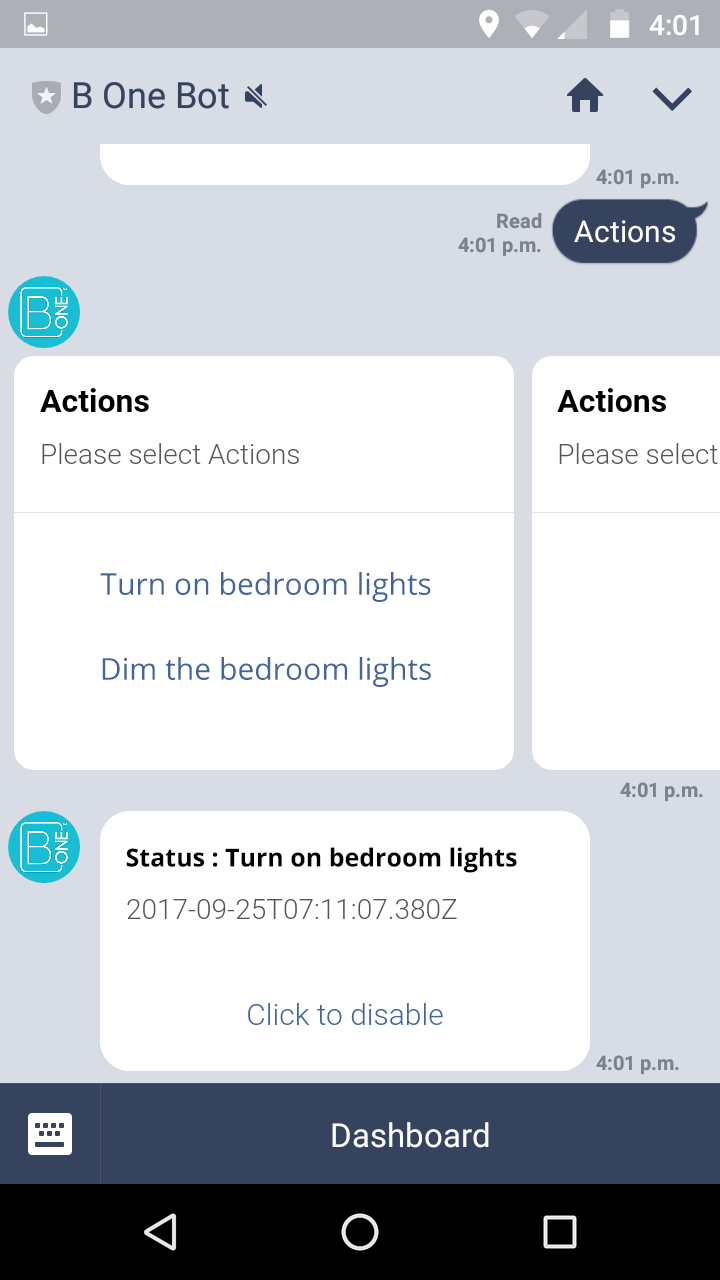 4:01
B One Bot
4:01 p.m.
Read
4:01 p.m.
Actions
B ONE
Actions
Please select Actions
Turn on bedroom lights
Dim the bedroom lights
Actions
Please select
4:01 p.m.
B ONE
Status : Turn on bedroom lights
2017-09-25T07:11:07.380Z
Click to disable
4:01 p.m.
Dashboard